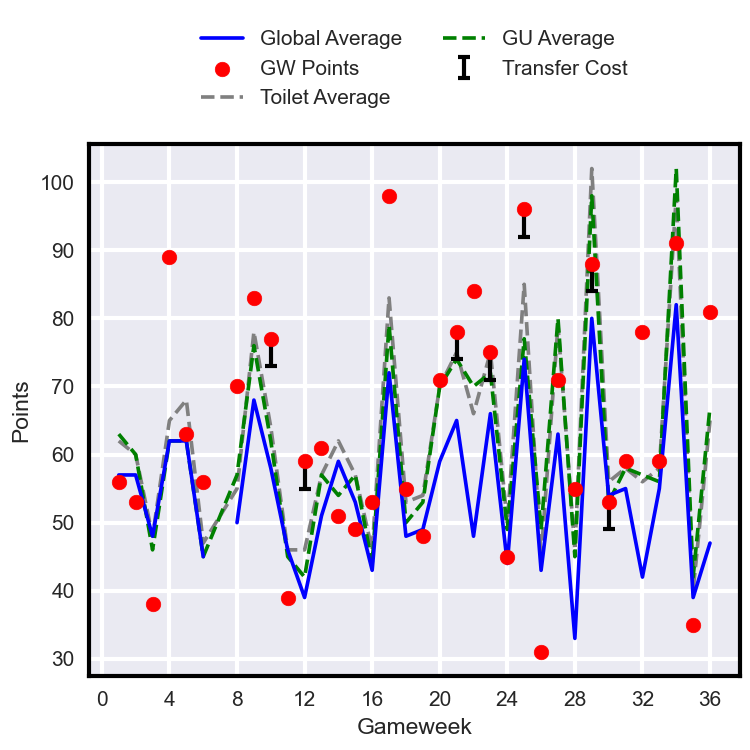 Global Average
GW Points
Toilet Average
GU Average
Transfer Cost
Points
100
90
80
70
60
50
40
30
0 4 8 12 16 20 24 28 32 36
Gameweek